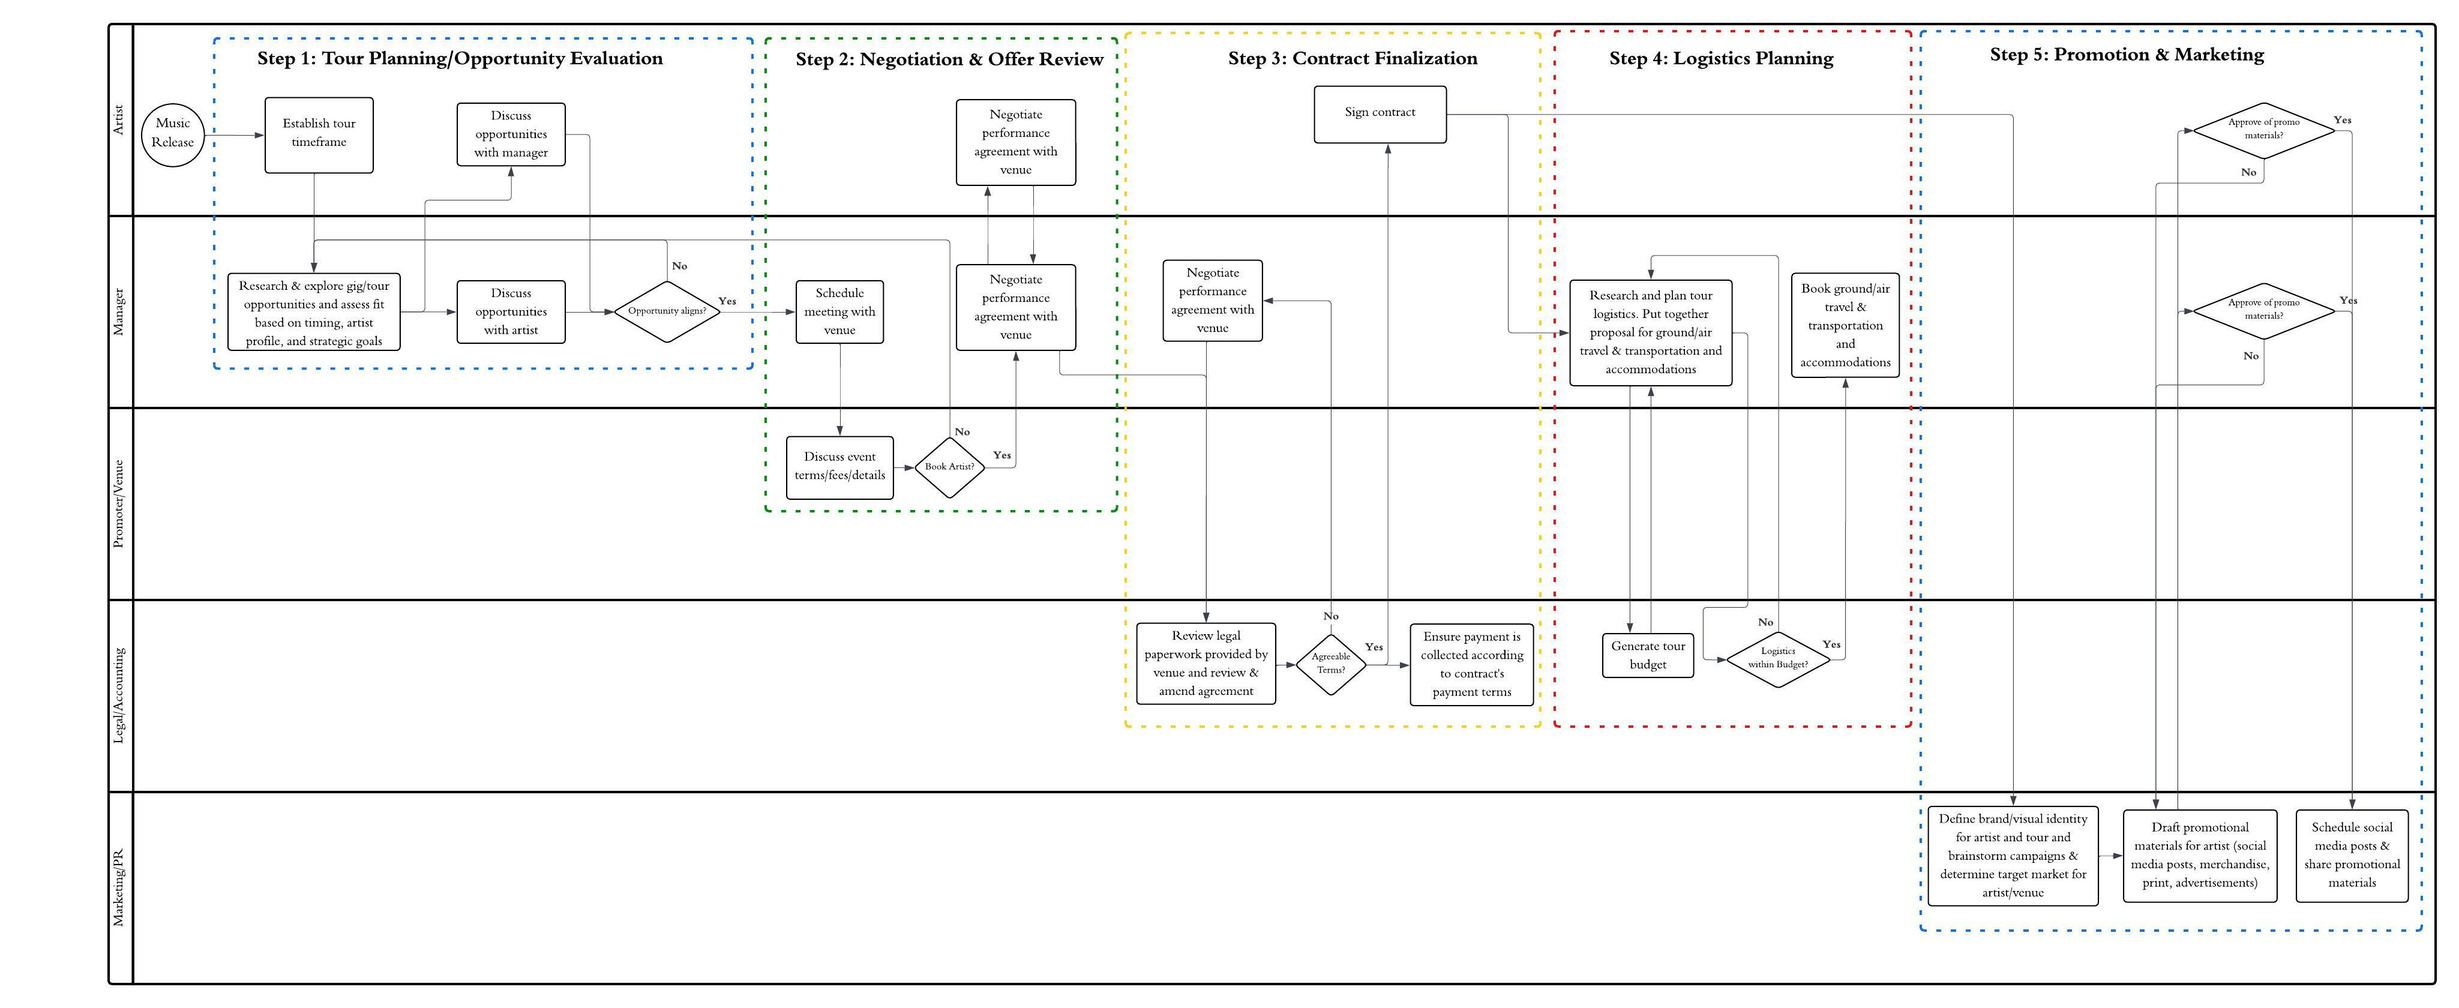 Step 1: Tour Planning/Opportunity Evaluation
Step 2: Negotiation & Offer Review
Step 3: Contract Finalization
Step 4: Logistics Planning
Step 5: Promotion & Marketing
Artist
Music
Release
Establish tour
timeframe
Discuss
opportunities
with manager
Negotiate
performance
agreement with
venue
Sign contract
Approve of promo
materials?
Yes
No
Manager
Research & explore gig/tour
opportunities and assess fit
based on timing, artist
profile, and strategic goals
Discuss
opportunities
with artist
Opportunity aligns?
No
Yes
Schedule
meeting with
venue
Negotiate
performance
agreement with
venue
Negotiate
performance
agreement with
venue
Research and plan tour
logistics. Put together
proposal for ground/air
travel & transportation and
accommodations
Book ground/air
travel &
transportation
and
accommodations
Approve of promo
materials?
Yes
No
Promoter/Venue
Discuss event
terms/fees/details
Book Artist?
No
Yes
Legal/Accounting
Review legal
paperwork provided by
venue and review &
amend agreement
Agreeable
Terms?
No
Yes
Ensure payment is
collected according
to contract's
payment terms
Generate tour
budget
Logistics
within Budget?
No
Yes
Marketing/PR
Define brand/visual identity
for artist and tour and
brainstorm campaigns &
determine target market for
artist/venue
Draft promotional
materials for artist (social
media posts, merchandise,
print, advertisements)
Schedule social
media posts &
share promotional
materials